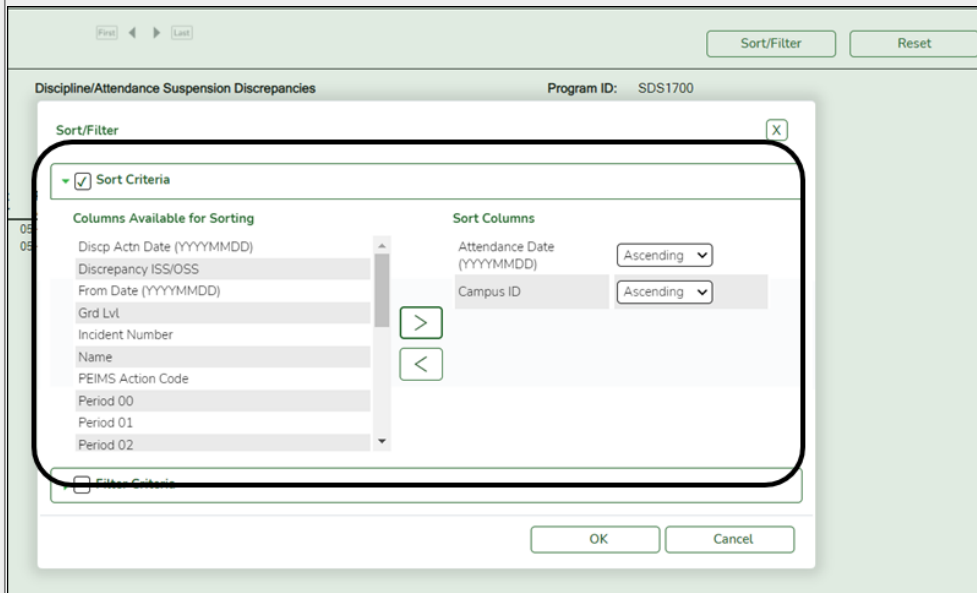 First Last
Sort/Filter Reset
Discipline/Attendance Suspension Discrepancies Program ID: SDS1700
Sort/Filter X
Sort Criteria
Columns Available for Sorting Sort Columns
Discp Actn Date (YYYYMMDD)
Discrepancy ISS/OSS
From Date (YYYYMMDD)
Grd Lvl
Incident Number
Name
PEIMS Action Code
Period 00
Period 01
Period 02
>
<
Attendance Date
(YYYYMMDD) Ascending
Campus ID Ascending
Filter Criteria
OK Cancel